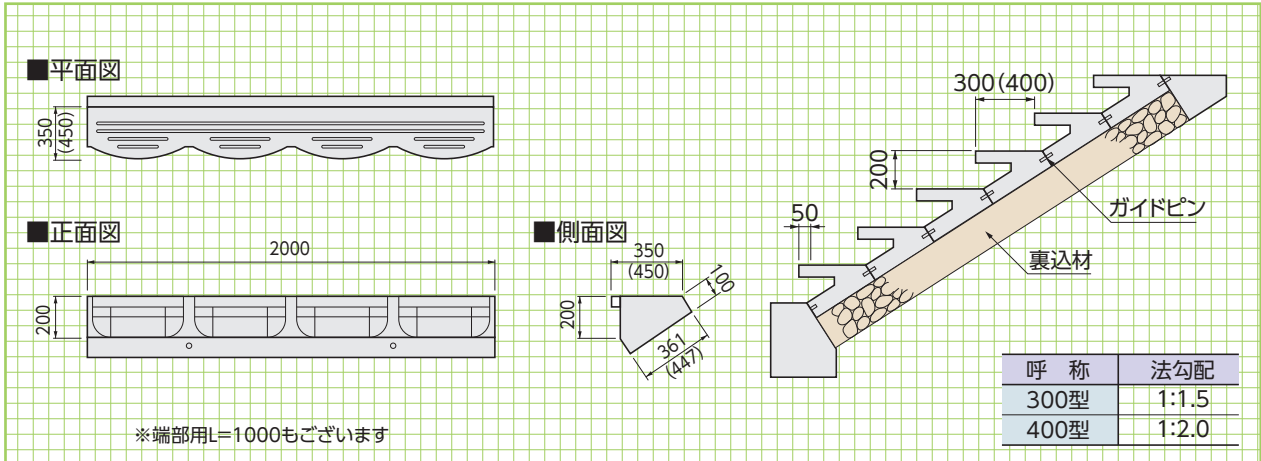 ■平面図
350
(450)
■正面図
2000
200
※端部用L=1000もございます
■側面図
350
(450)
100
200
361
(447)
300(400)
200
50
ガイドピン
裏込材
呼 称 法勾配
300型 1:1.5
400型 1:2.0